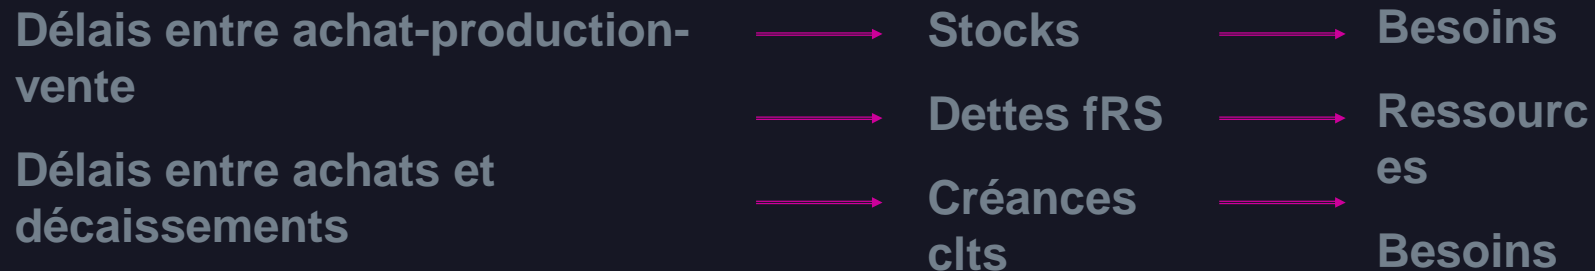 Délais entre achat-production-
vente
Délais entre achats et
décaissements
Stocks
Dettes fRS
Créances
clts
Besoins
Ressourc
es
Besoins